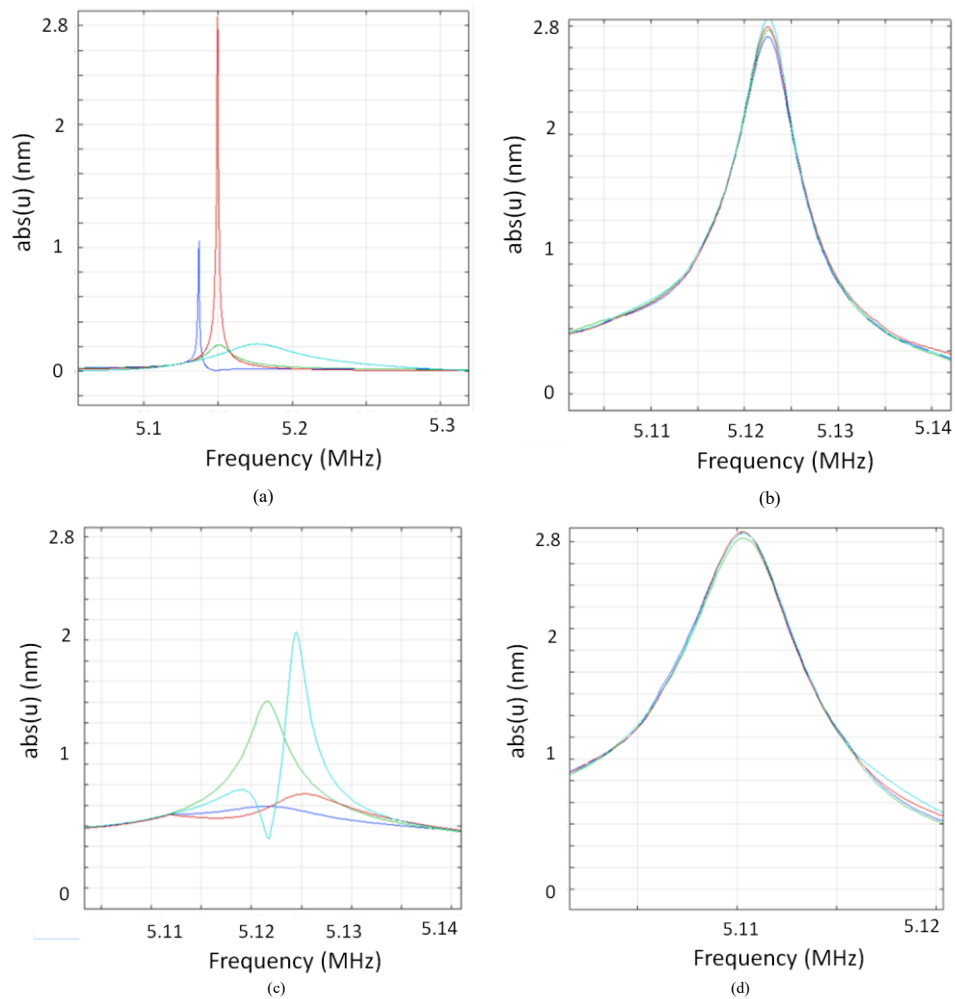 2.8
2
1
0
abs(u) (nm)
5.1
5.2
5.3
Frequency (MHz)
(a)
2.8
2
1
0
abs(u) (nm)
5.11
5.12
5.13
5.14
Frequency (MHz)
(b)
2.8
2
1
0
abs(u) (nm)
5.11
5.12
5.13
5.14
Frequency (MHz)
(c)
2.8
2
1
0
abs(u) (nm)
5.11
5.12
Frequency (MHz)
(d)